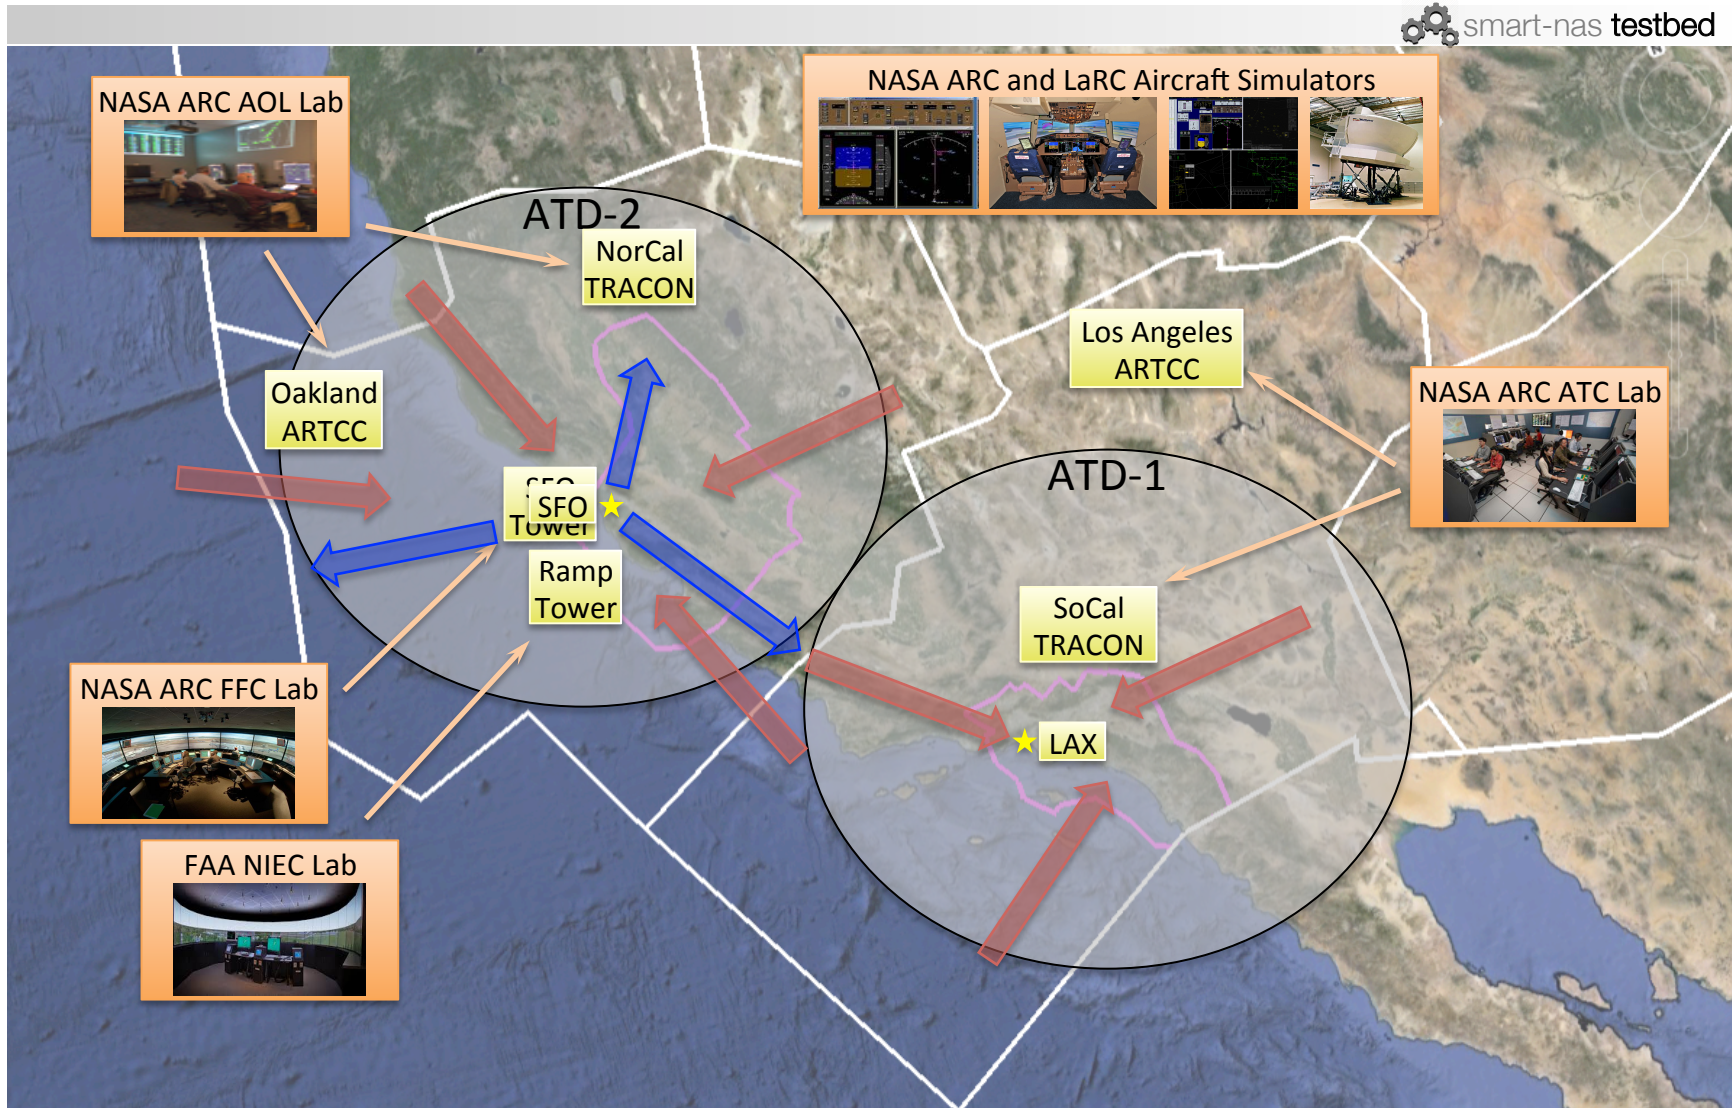 smart-nas testbed
NASA ARC AOL Lab
NASA ARC and LaRC Aircraft Simulators
ATD-2
NorCal
TRACON
Los Angeles
ARTCC
Oakland
ARTCC
NASA ARC ATC Lab
ATD-1
SFO
Tower
SFO
Ramp
Tower
SoCal
TRACON
NASA ARC FFC Lab
LAX
FAA NIEC Lab